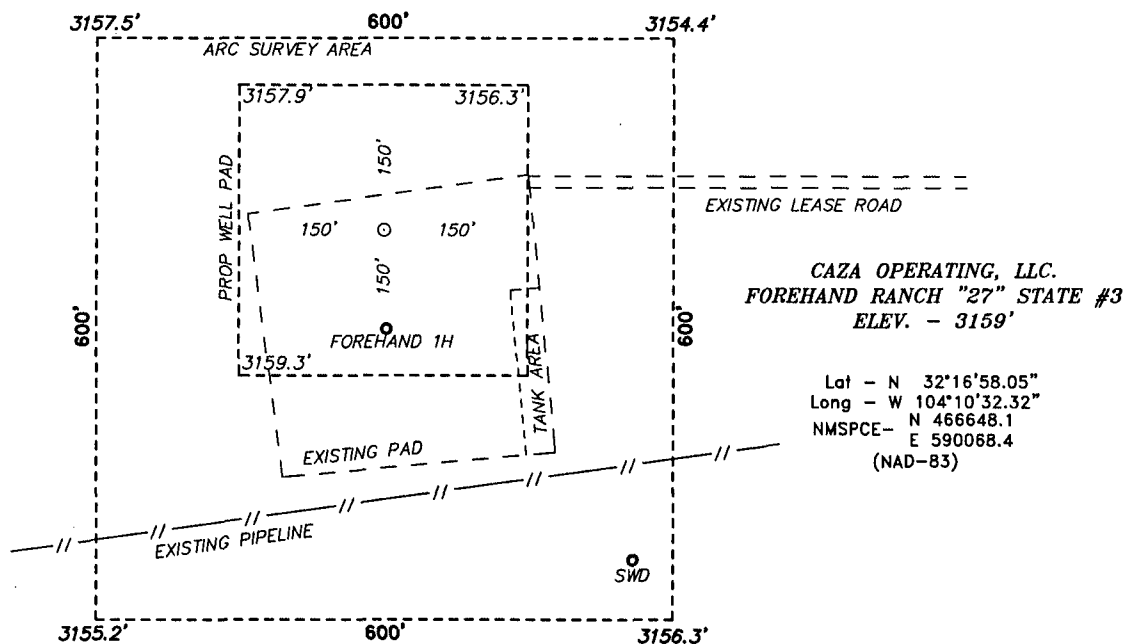 3157.5' 600' 3154.4'
ARC SURVEY AREA
3157.9' 3156.3'
150'
PROP WELL PAD
EXISTING LEASE ROAD
150' 150'
150'
CAZA OPERATING, LLC.
FOREHAND RANCH "27" STATE #3
ELEV. - 3159'
600' 600'
FOREHAND 1H
3159.3'
TANK AREA
Lat - N 32°16'58.05"
Long - W 104°10'32.32"
NMSPCE- N 466648.1
E 590068.4
(NAD-83)
EXISTING PAD
EXISTING PIPELINE
SWD
3155.2' 600' 3156.3'